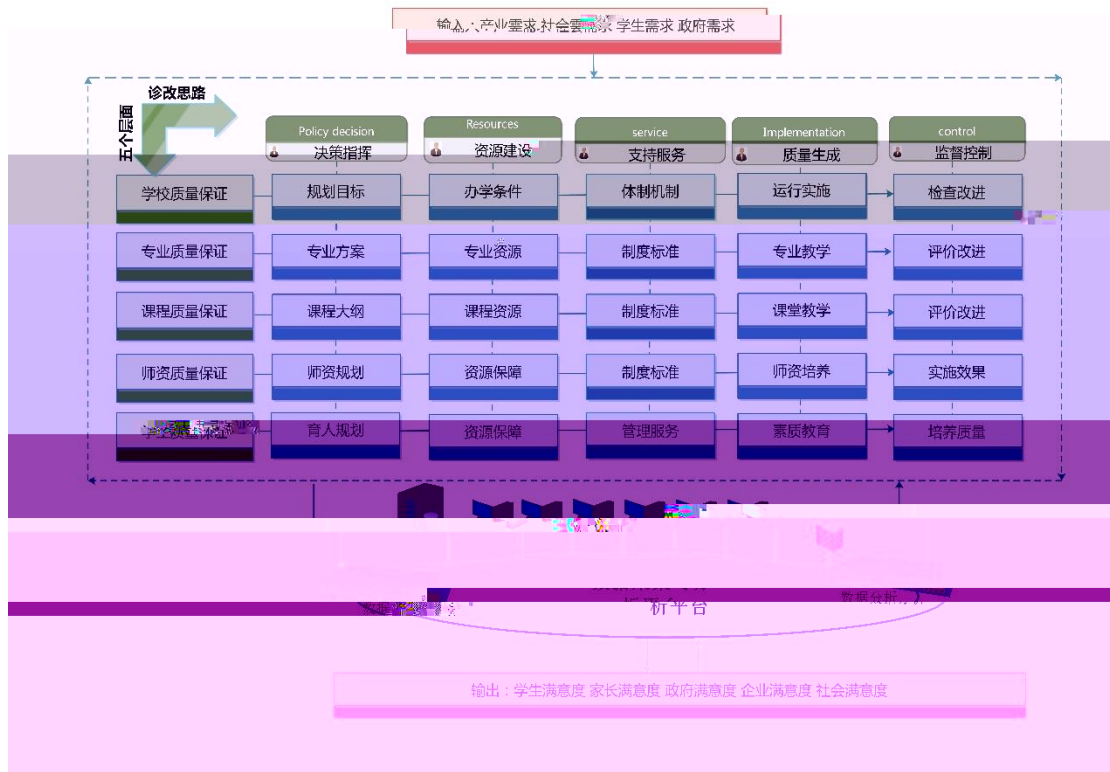 输入：产业需求 社会需求 学生需求 政府需求
诊改思路
五个层面
Policy decision
决策指挥
Resources
资源建设
service
支持服务
Implementation
质量生成
control
监督控制
学校质量保证 规划目标 办学条件 体制机制 运行实施 检查改进
专业质量保证 专业方案 专业资源 制度标准 专业教学 评价改进
课程质量保证 课程大纲 课程资源 制度标准 课堂教学 评价改进
师资质量保证 师资规划 资源保障 制度标准 师资培养 实施效果
质量保证 育人规划 资源保障 管理服务 素质教育 培养质量
析平台
数据分析
输出：学生满意度 家长满意度 政府满意度 企业满意度 社会满意度